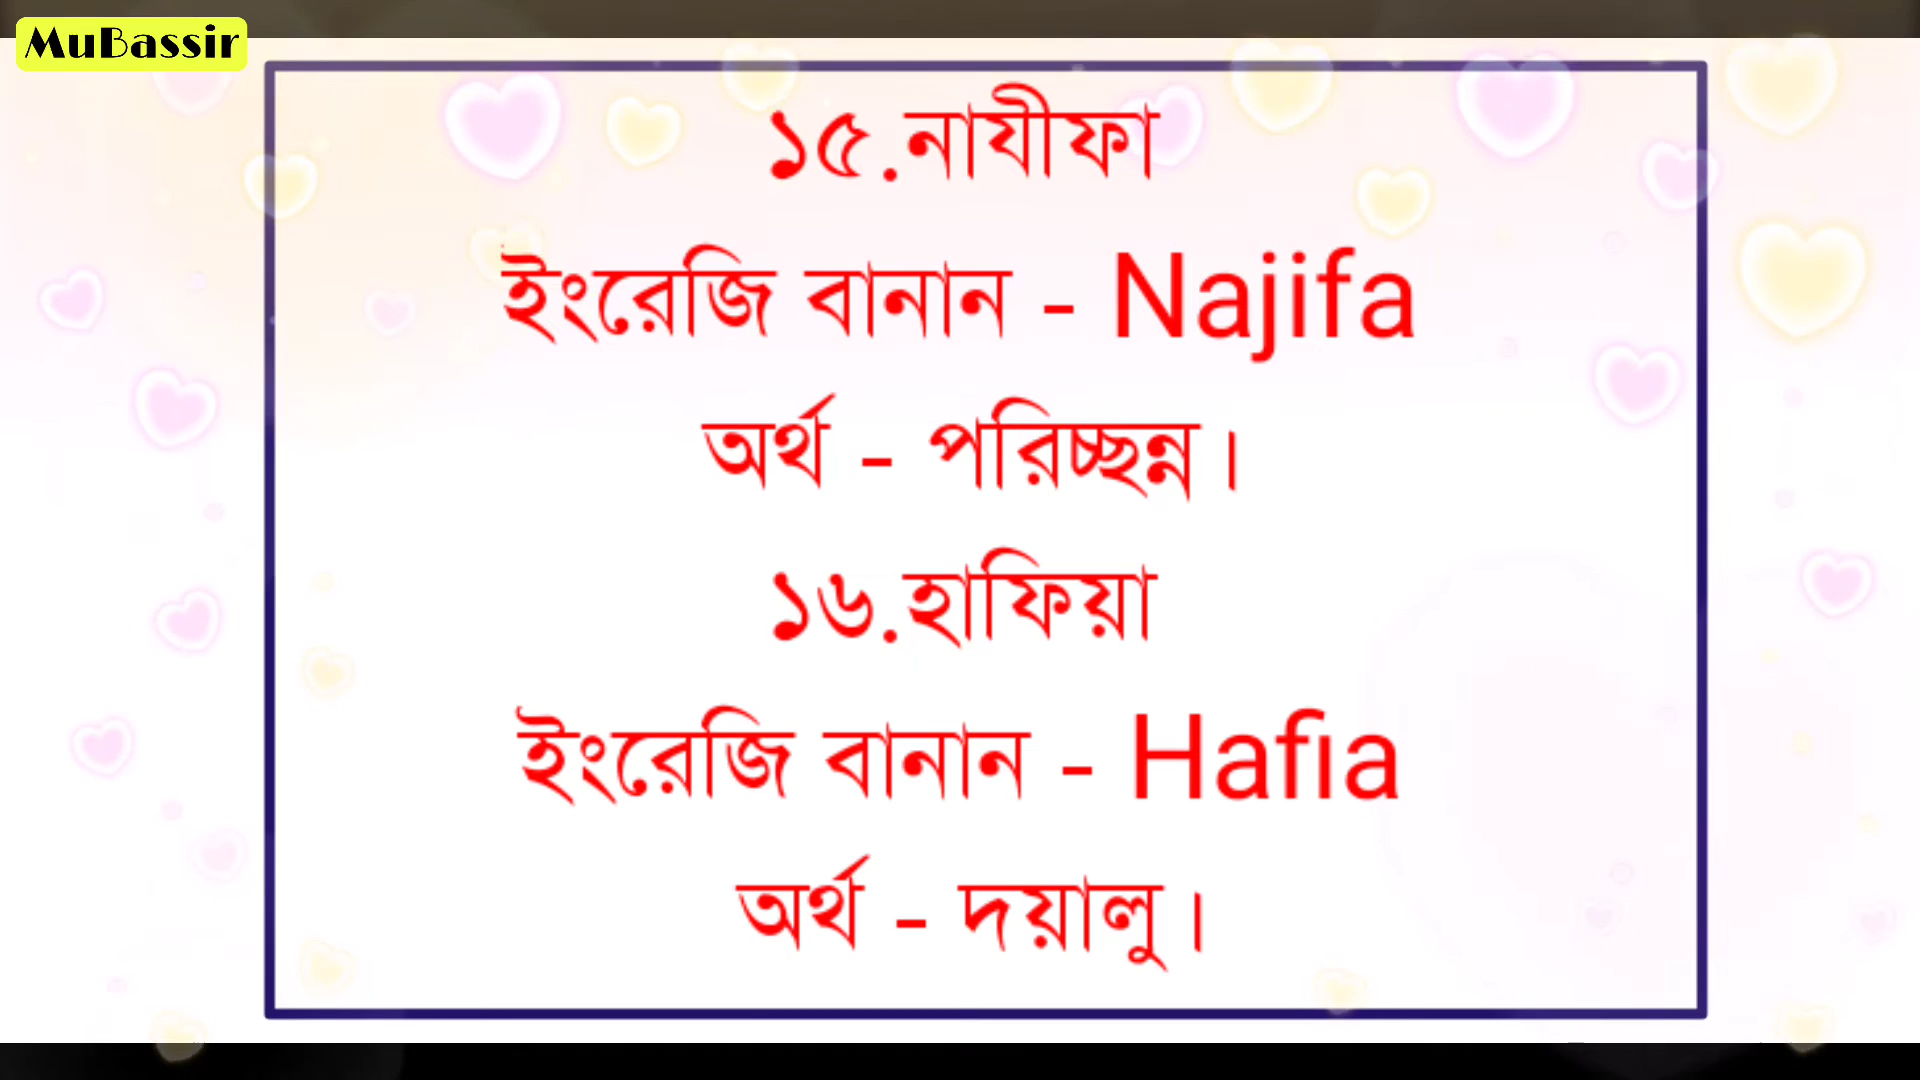 MuBassir
১৫.নাযীফা
ইংরেজি বানান - Najifa
অর্থ - পরিচ্ছন্ন।
১৬.হাফিয়া
ইংরেজি বানান - Hafia
অর্থ - দয়ালু।